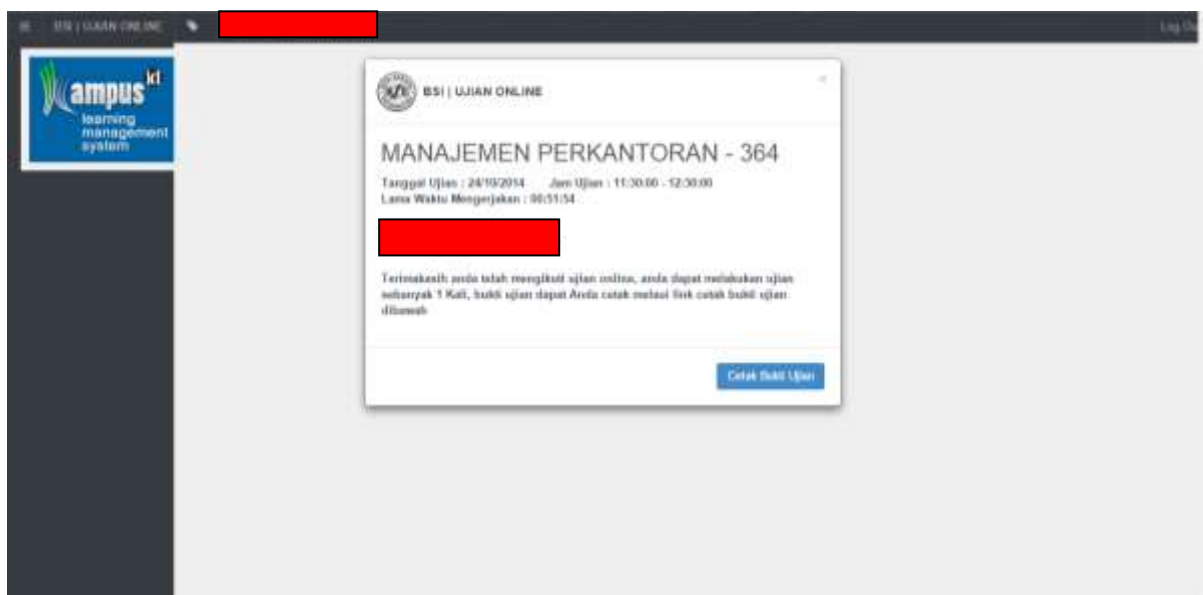 BSI | UJIAN ONLINE
Log Ou
ampus id
learning
management
system
BSI | UJIAN ONLINE
×
MANAJEMEN PERKANTORAN - 364
Tanggal Ujian : 24/10/2014 Jam Ujian : 11:30:00 - 12:30:00
Lama Waktu Mengerjakan : 00:51:54
Terimakasih anda telah mengikuti ujian online, anda dapat melakukan ujian
sebanyak 1 Kali, bukti ujian dapat Anda cetak melaui link cetak bukti ujian
dibawah
Cetak Bukti Ujian